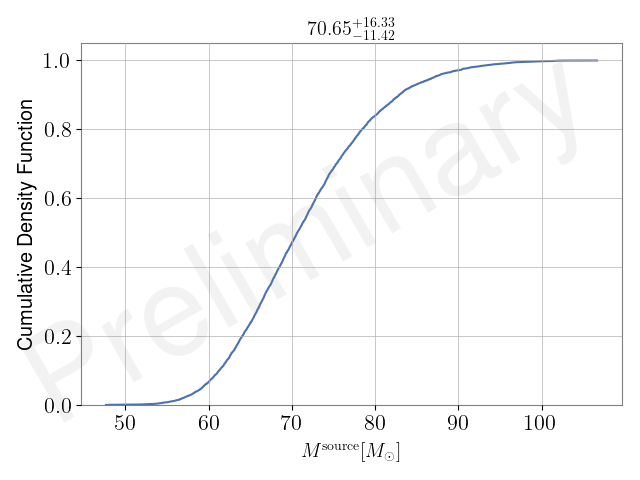 70.65^{+16.33}_{-11.42}
1.0
0.8
0.6
0.4
0.2
0.0
Cumulative Density Function
Preliminary
50 60 70 80 90 100
M^{source}[M_⊙]